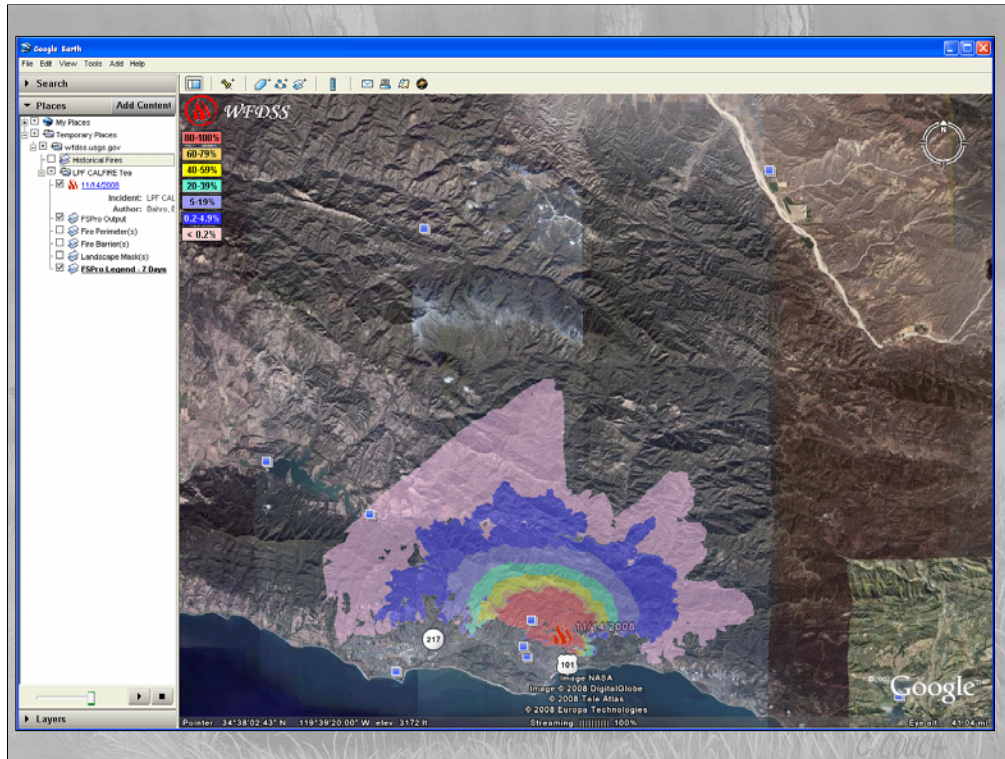 Google Earth
File Edit View Tools Add Help
Search
Places Add Content
My Places
Temporary Places
wfdss.usgs.gov
Historical Fires
LPF CALFIRE Tea
11/14/2008
Incident: LPF CAL
Author:
FSPro Output
Fire Perimeter(s)
Fire Barrier(s)
Landscape Mask(s)
FSPro Legend - 7 Days
Layers
WFDSS
80-100%
60-79%
40-59%
20-39%
5-19%
0.2-4.9%
< 0.2%
N
11/14/2008
217
101
Image NASA
Image © 2008 DigitalGlobe
© 2008 Tele Atlas
© 2008 Europa Technologies
© 2007 Google™
Pointer 34°38'02.43" N 119°39'20.00" W elev 3172 ft Streaming |||||||||| 100% Eye alt 41.04 mi
C. COUCH